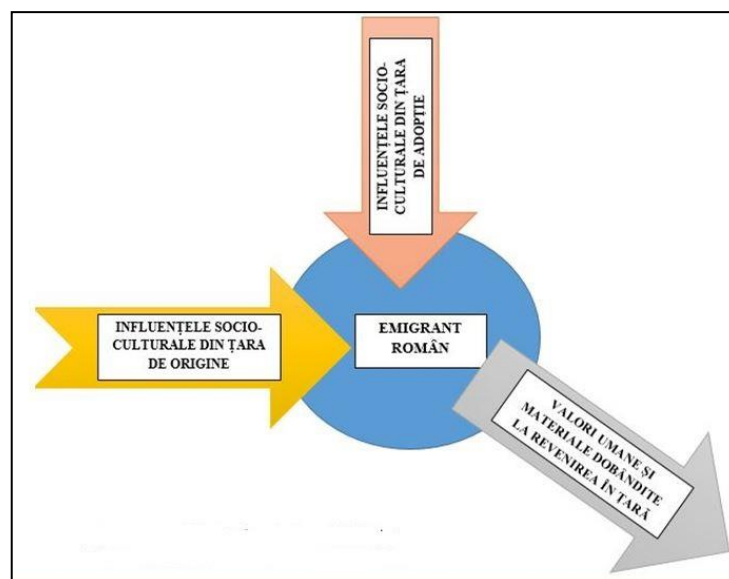 INFLUENȚELE SOCIO-
CULTURALE DIN ȚARA
DE ADOPȚIE
INFLUENȚELE SOCIO-
CULTURALE DIN ȚARA
DE ORIGINE
EMIGRANT
ROMÂN
VALORI UMANE ȘI
MATERIALE DOBÂNDITE
LA REVENIREA ÎN ȚARĂ